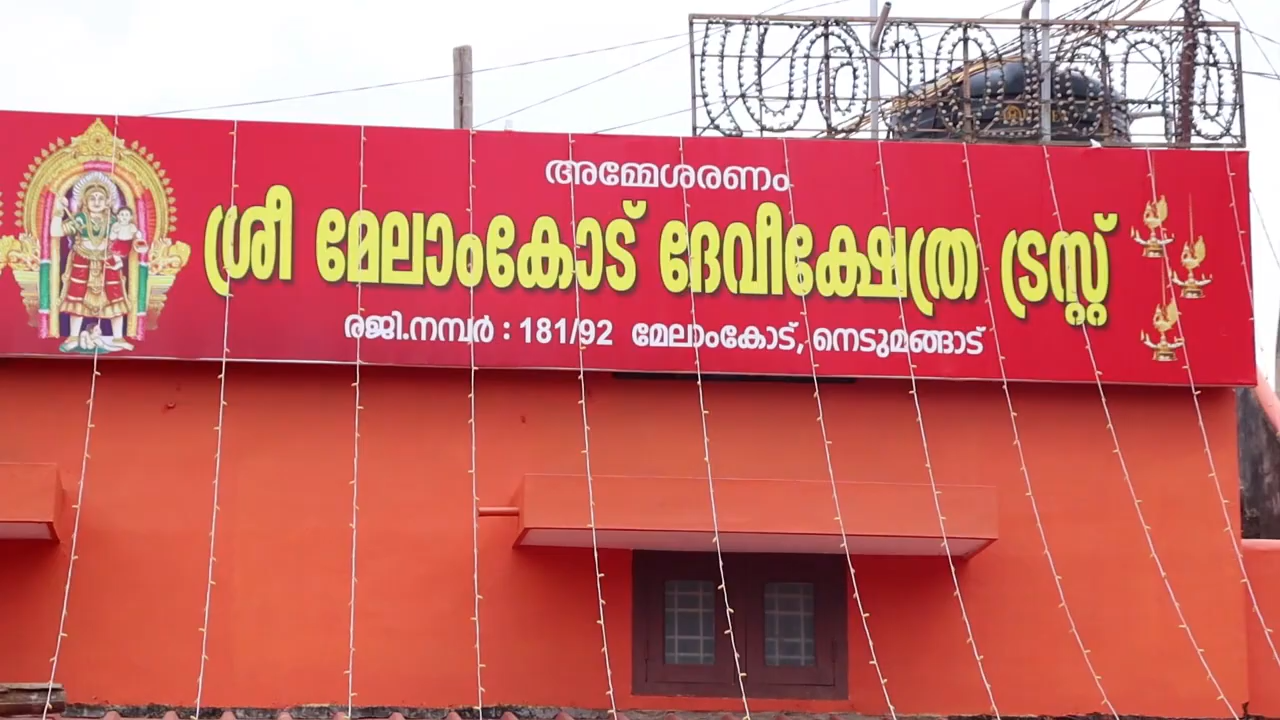 അമ്മേശരണം
ശ്രീ മേലാംകോട് ദേവീക്ഷേത്ര ട്രസ്റ്റ്
രജി.നമ്പർ : 181/92 മേലാംകോട്, നെടുമങ്ങാട്